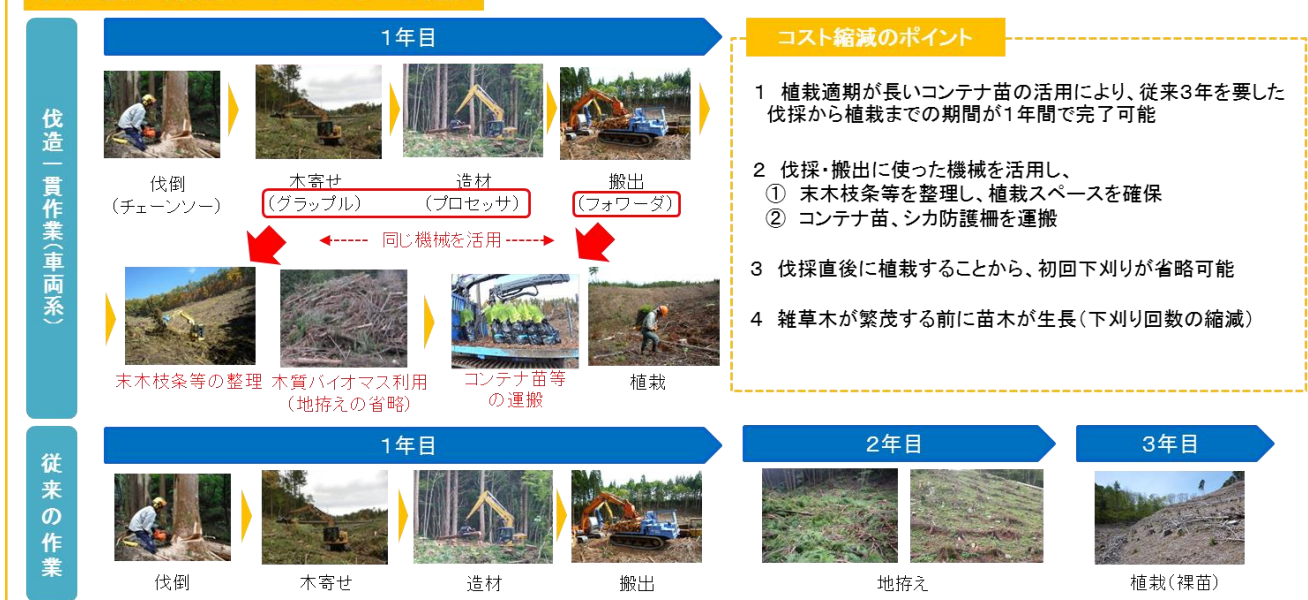 伐造一貫作業(車両系)
1年目
伐倒
(チェーンソー)
木寄せ
(グラップル)
造材
(プロセッサ)
搬出
(フォワーダ)
同じ機械を活用
末木枝条等の整理
木質バイオマス利用
(地拵えの省略)
コンテナ苗等
の運搬
植栽
コスト縮減のポイント
1 植栽適期が長いコンテナ苗の活用により、従来3年を要した
伐採から植栽までの期間が1年間で完了可能
2 伐採・搬出に使った機械を活用し、
① 末木枝条等を整理し、植栽スペースを確保
② コンテナ苗、シカ防護柵を運搬
3 伐採直後に植栽することから、初回下刈りが省略可能
4 雑草木が繁茂する前に苗木が生長(下刈り回数の縮減)
従来の作業
1年目
2年目
3年目
伐倒
木寄せ
造材
搬出
地拵え
植栽(裸苗)